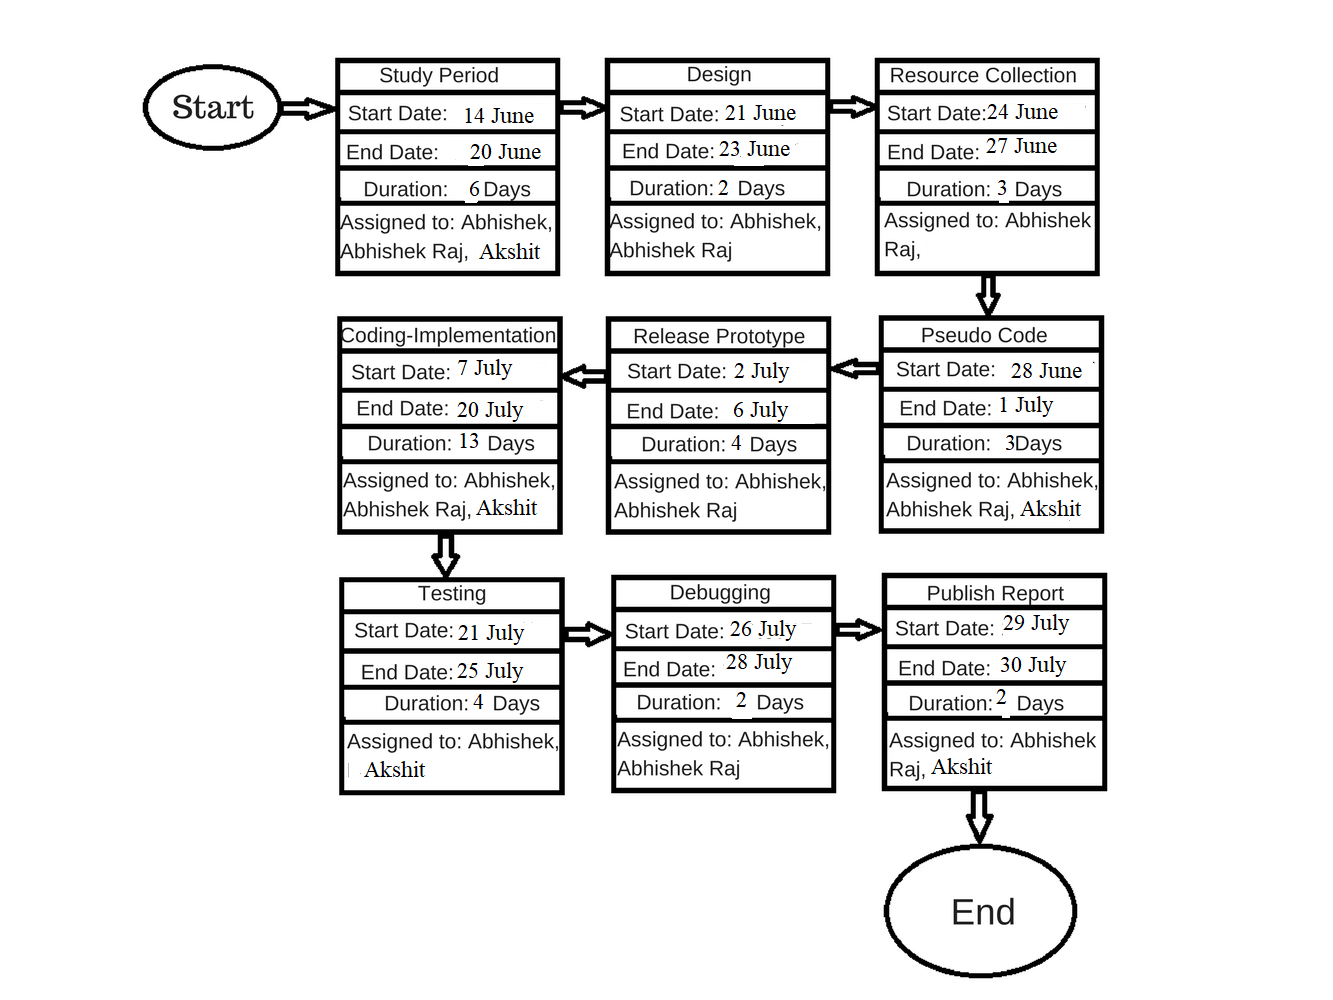 Start
Study Period
Start Date: 14 June
End Date: 20 June
Duration: 6 Days
Assigned to: Abhishek,
Abhishek Raj, Akshit
Design
Start Date: 21 June
End Date: 23 June
Duration: 2 Days
Assigned to: Abhishek,
Abhishek Raj
Resource Collection
Start Date:24 June
End Date: 27 June
Duration: 3 Days
Assigned to: Abhishek
Raj,
Pseudo Code
Start Date: 28 June
End Date: 1 July
Duration: 3Days
Assigned to: Abhishek,
Abhishek Raj, Akshit
Release Prototype
Start Date: 2 July
End Date: 6 July
Duration: 4 Days
Assigned to: Abhishek,
Abhishek Raj
Coding-Implementation
Start Date: 7 July
End Date: 20 July
Duration: 13 Days
Assigned to: Abhishek,
Abhishek Raj, Akshit
Testing
Start Date: 21 July
End Date: 25 July
Duration: 4 Days
Assigned to: Abhishek,
Akshit
Debugging
Start Date: 26 July
End Date: 28 July
Duration: 2 Days
Assigned to: Abhishek,
Abhishek Raj
Publish Report
Start Date: 29 July
End Date: 30 July
Duration: 2 Days
Assigned to: Abhishek
Raj, Akshit
End